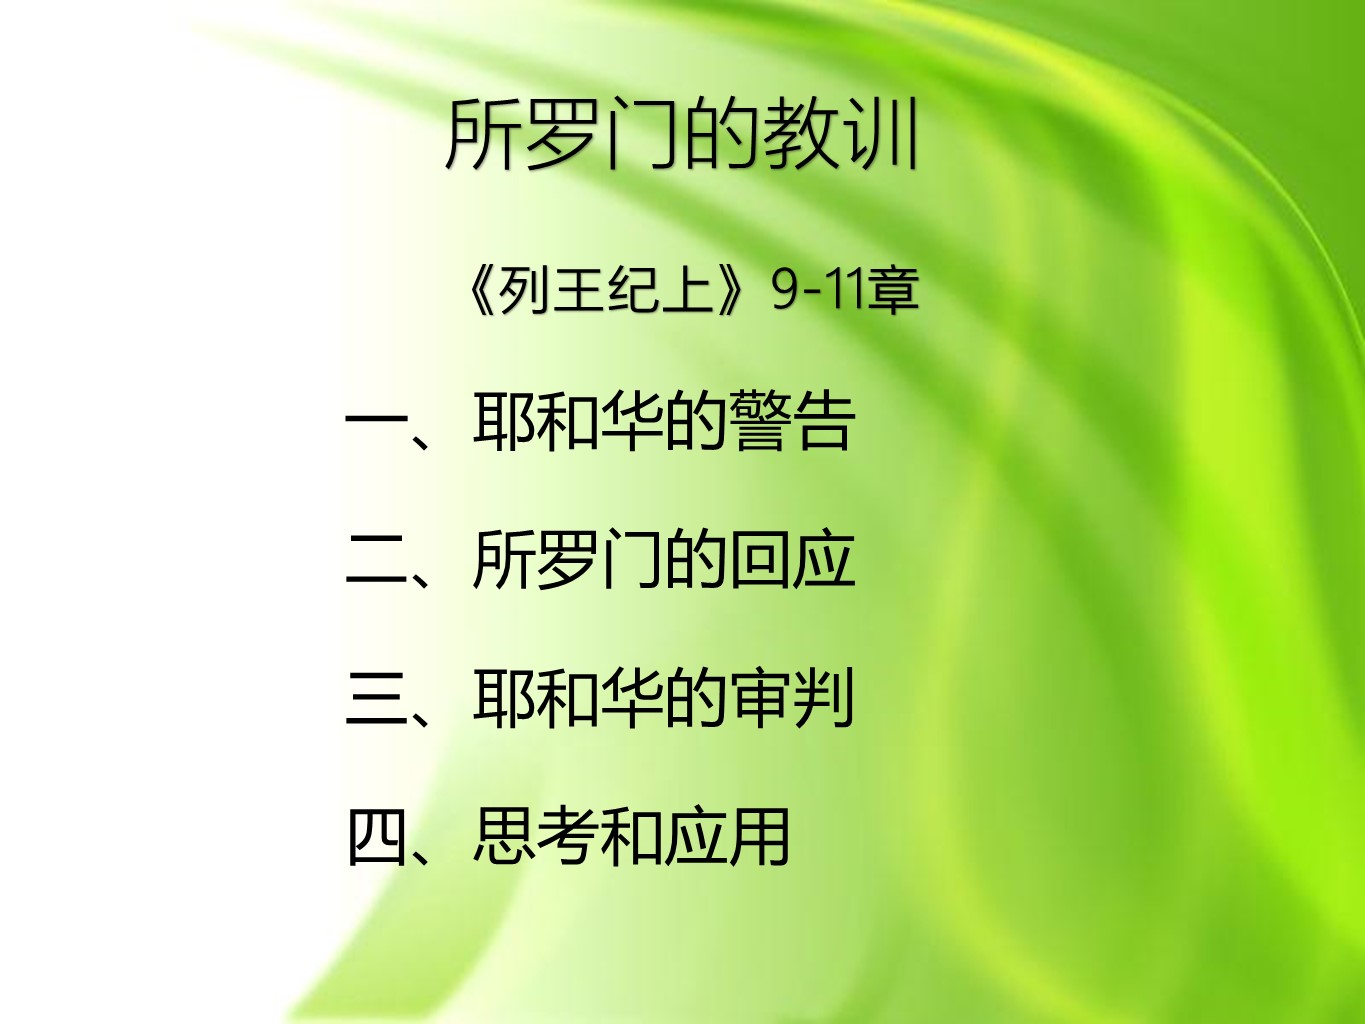 所罗门的教训
《列王纪上》9-11章
一、耶和华的警告
二、所罗门的回应
三、耶和华的审判
四、思考和应用